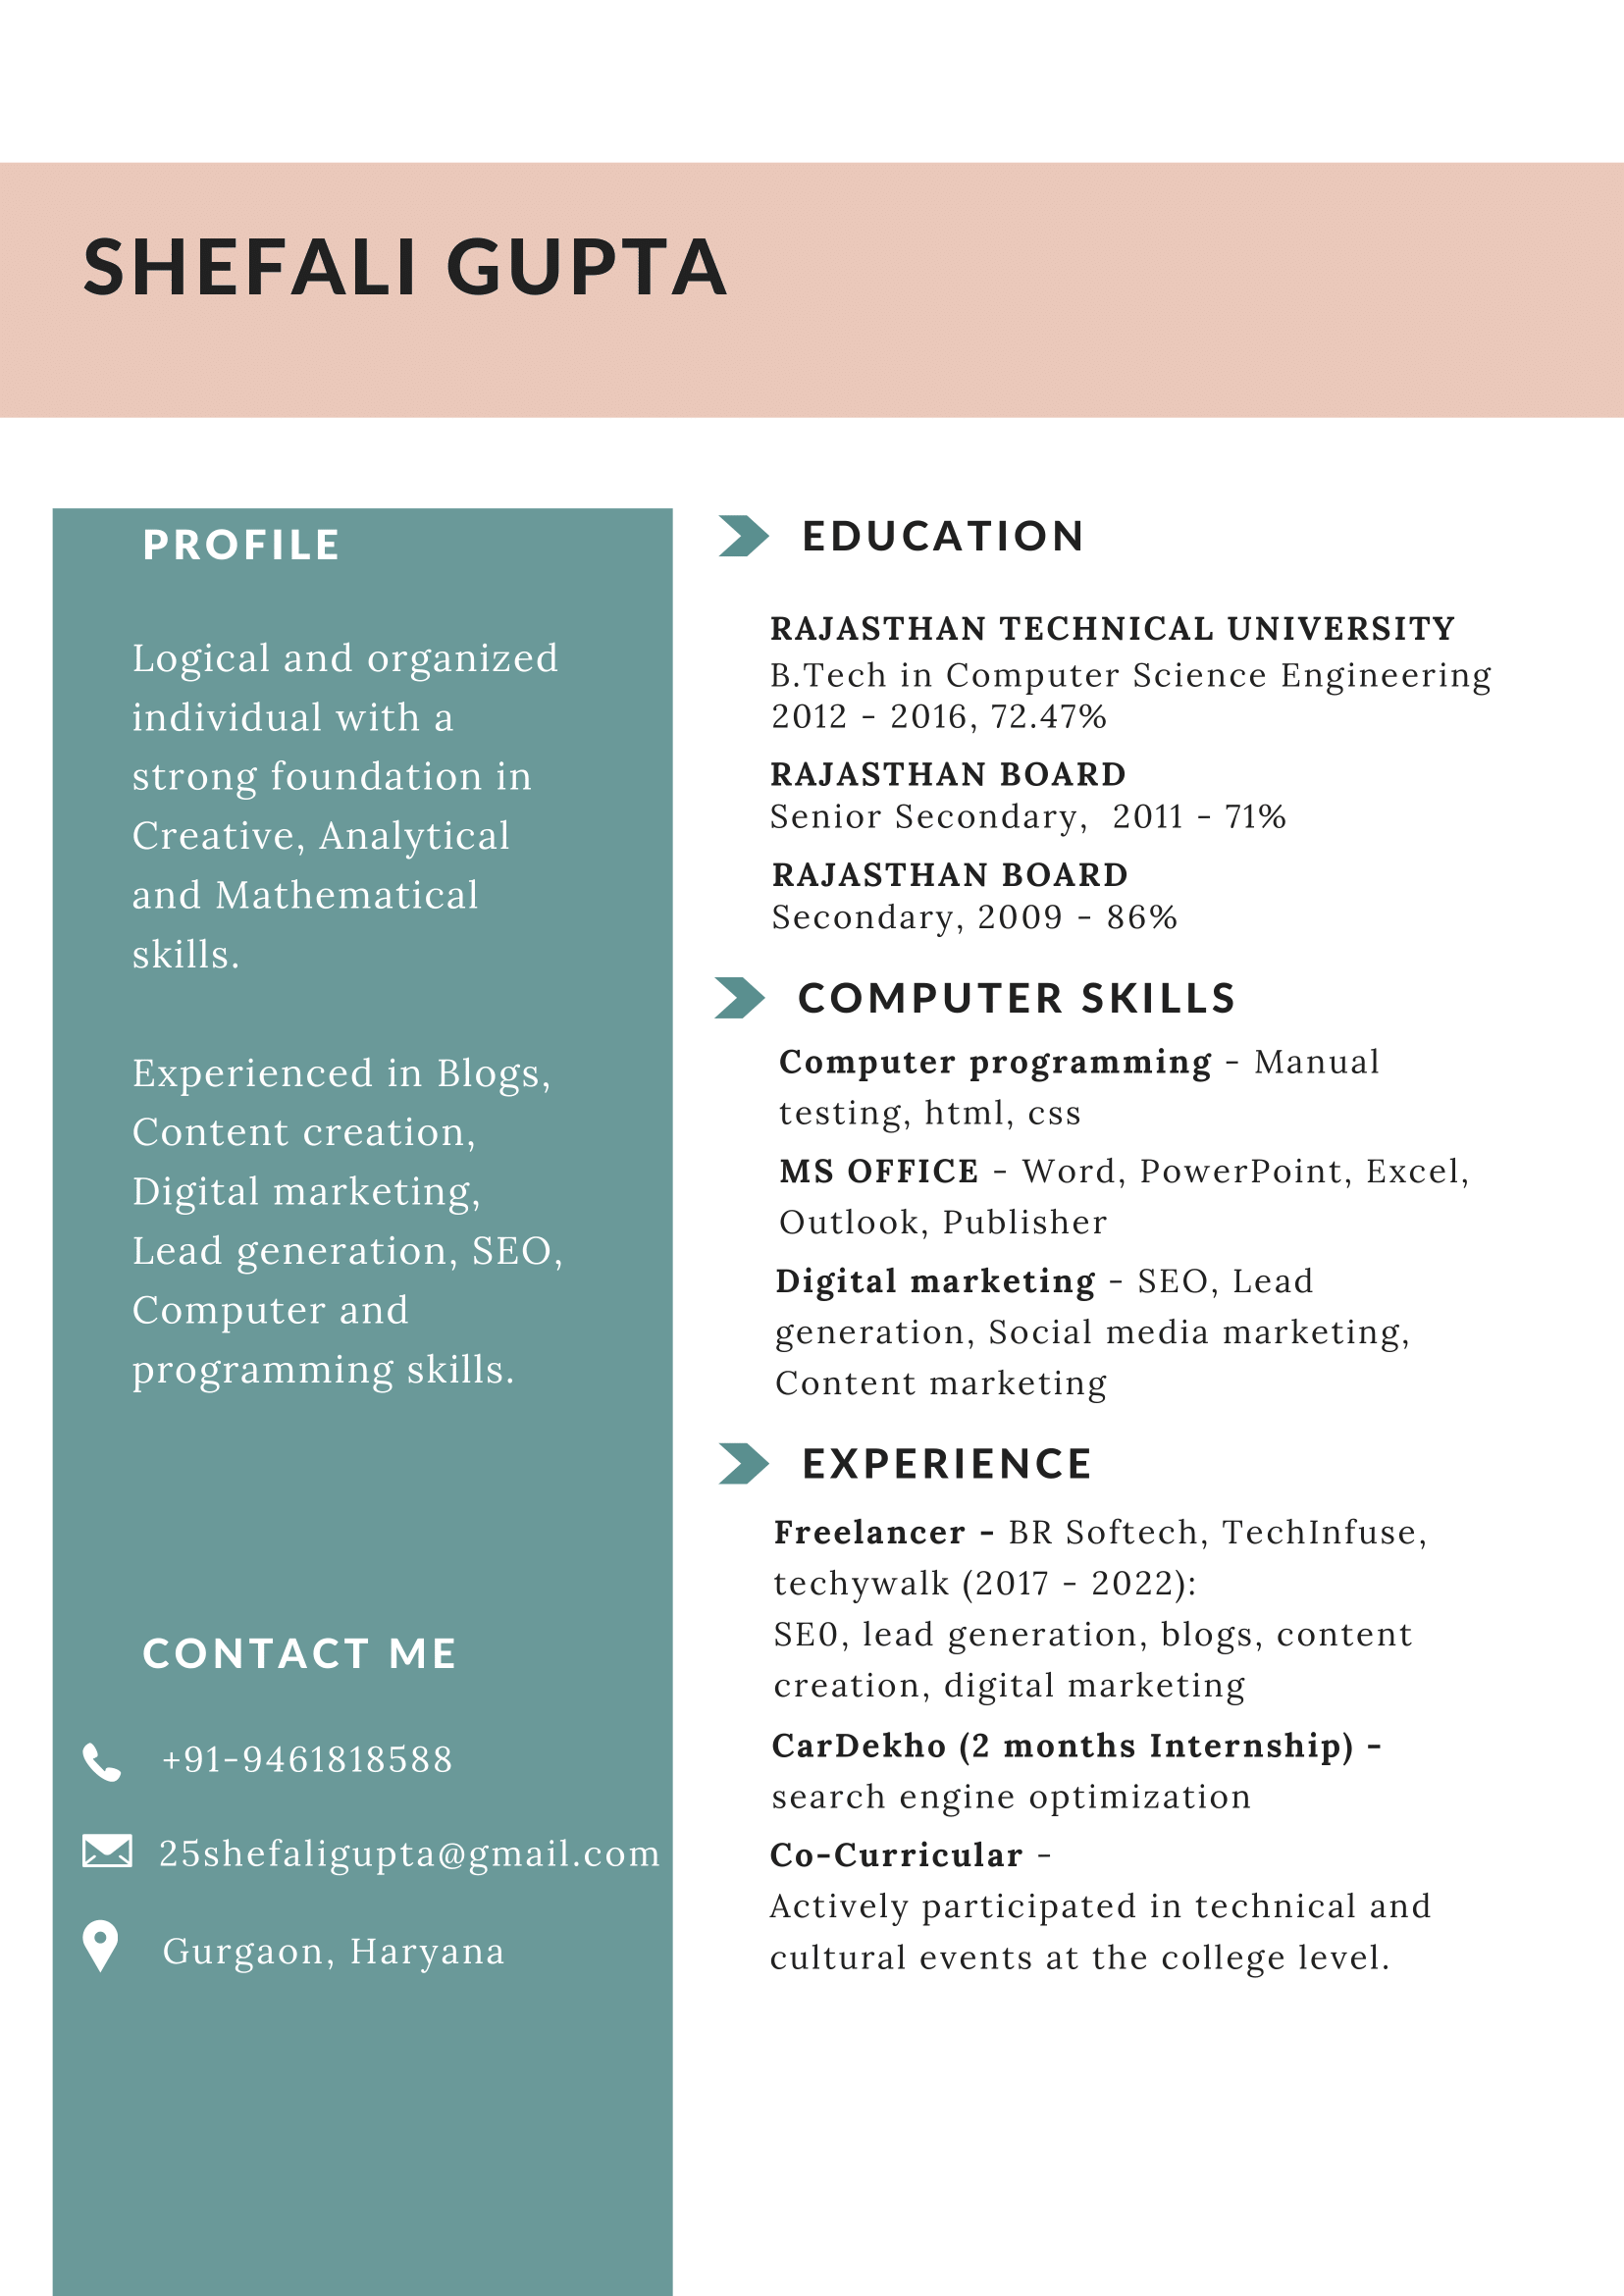 SHEFALI GUPTA
PROFILE
Logical and organized
individual with a
strong foundation in
Creative, Analytical
and Mathematical
skills.
Experienced in Blogs,
Content creation,
Digital marketing,
Lead generation, SEO,
Computer and
programming skills.
CONTACT ME
+91-9461818588
25shefaligupta@gmail.com
Gurgaon, Haryana
EDUCATION
RAJASTHAN TECHNICAL UNIVERSITY
B.Tech in Computer Science Engineering
2012 - 2016, 72.47%
RAJASTHAN BOARD
Senior Secondary,  2011 - 71%
RAJASTHAN BOARD
Secondary, 2009 - 86%
COMPUTER SKILLS
Computer programming - Manual
testing, html, css
MS OFFICE - Word, PowerPoint, Excel,
Outlook, Publisher
Digital marketing - SEO, Lead
generation, Social media marketing,
Content marketing
EXPERIENCE
Freelancer - BR Softech, TechInfuse,
techywalk (2017 - 2022):
SE0, lead generation, blogs, content
creation, digital marketing
CarDekho (2 months Internship) -
search engine optimization
Co-Curricular -
Actively participated in technical and
cultural events at the college level.